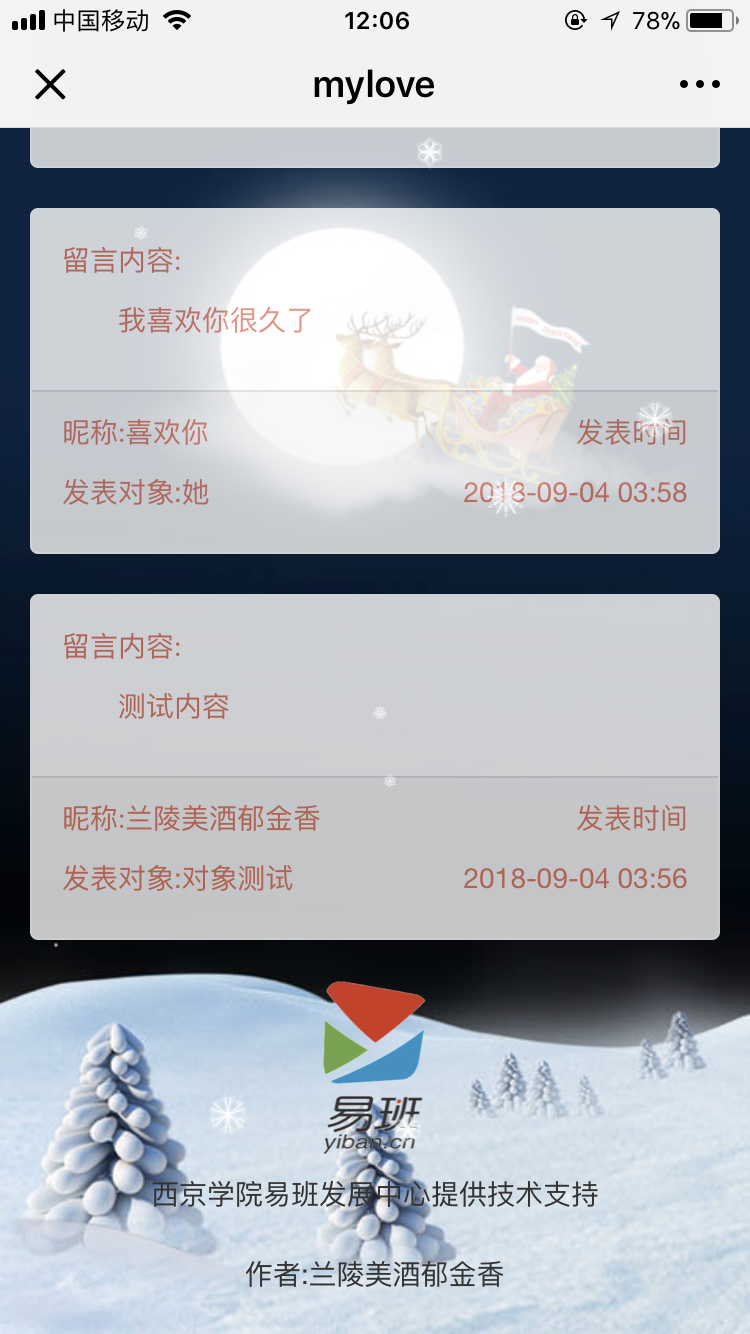 中国移动 12:06 78%
mylove
留言内容:
我喜欢你很久了
MERRY CHRISTMAS
昵称:喜欢你 发表时间
发表对象:她 2018-09-04 03:58
留言内容:
测试内容
昵称:兰陵美酒郁金香 发表时间
发表对象:对象测试 2018-09-04 03:56
易班
yiban.cn
西京学院易班发展中心提供技术支持
作者:兰陵美酒郁金香